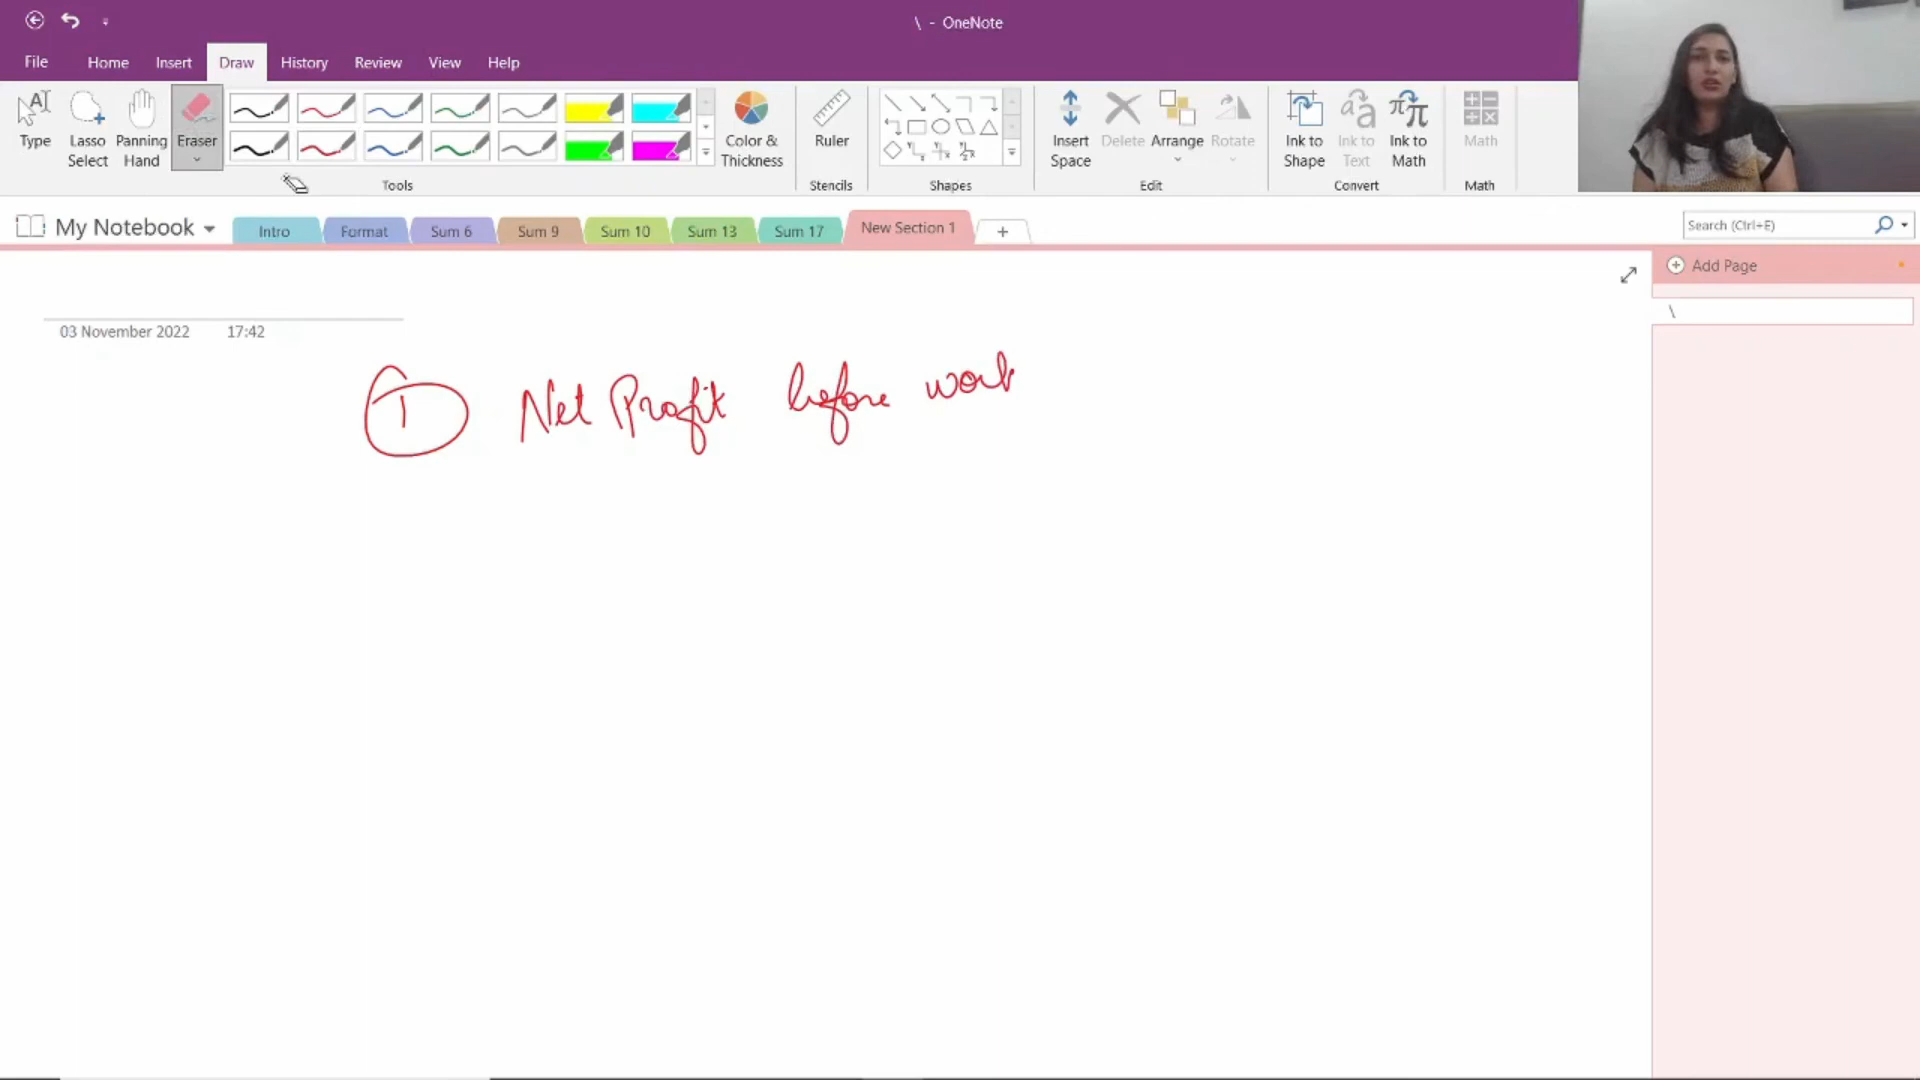 \ - OneNote
File Home Insert Draw History Review View Help
Type Lasso Select Panning Hand Eraser Color & Thickness Ruler Insert Space Delete Arrange Rotate Ink to Shape Ink to Text Ink to Math Math
Tools Stencils Shapes Edit Convert Math
My Notebook Intro Format Sum 6 Sum 9 Sum 10 Sum 13 Sum 17 New Section 1 + Search (Ctrl+E)
Add Page
\
03 November 2022 17:42
1 Net Profit before work